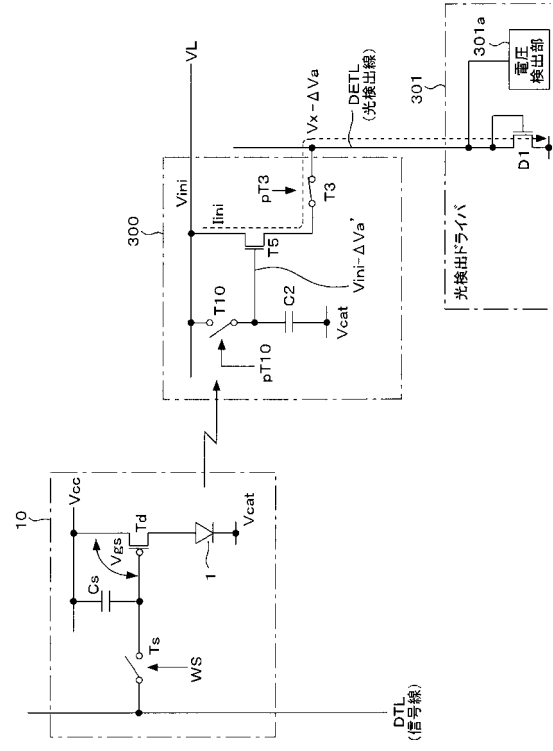 10
Vcc
Cs
Vgs
Td
Ts
WS
1
Vcat
DTL
(信号線)
300
Vini
VL
Iini
T10
T5
pT10
C2
Vcat
Vini-ΔVa'
pT3
T3
Vx-ΔVa
DETL
(光検出線)
301
光検出ドライバ
301a
電圧
検出部
D1